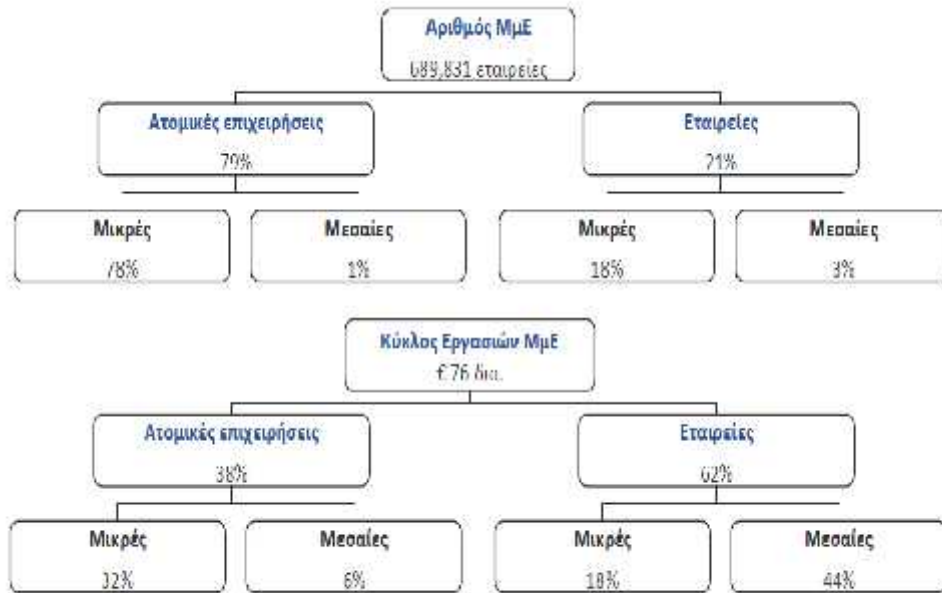 Αριθμός ΜμΕ
689,831 εταιρείες
Ατομικές επιχειρήσεις
79%
Εταιρείες
21%
Μικρές
78%
Μεσαίες
1%
Μικρές
18%
Μεσαίες
3%
Κύκλος Εργασιών ΜμΕ
€ 76 δισ.
Ατομικές επιχειρήσεις
38%
Εταιρείες
62%
Μικρές
32%
Μεσαίες
6%
Μικρές
18%
Μεσαίες
44%